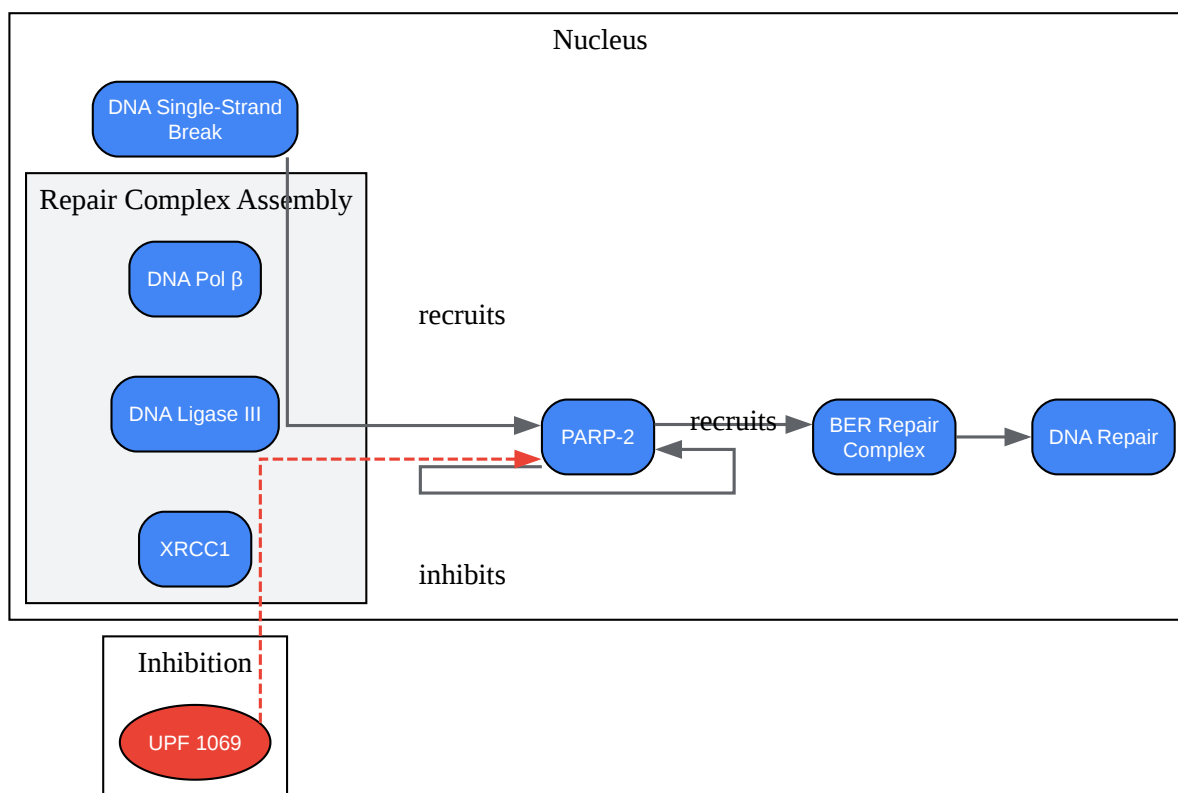 Nucleus
DNA Single-Strand
Break
Repair Complex Assembly
DNA Pol β
recruits
DNA Ligase III
PARP-2
recruits
BER Repair
Complex
DNA Repair
XRCC1
inhibits
Inhibition
UPF 1069